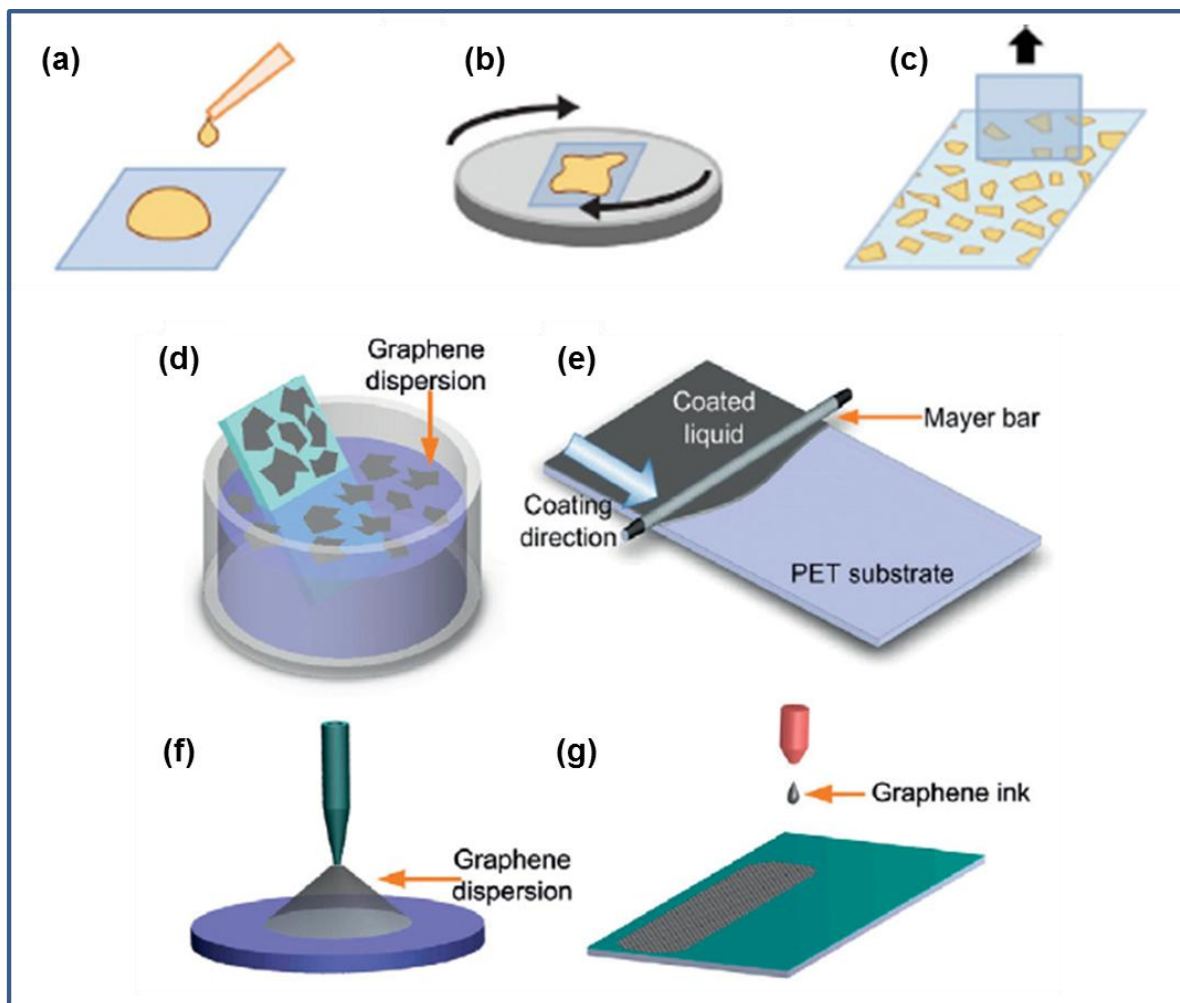 (a)
(b)
(c)
(d)
Graphene
dispersion
(e)
Coated
liquid
Mayer bar
Coating
direction
PET substrate
(f)
Graphene
dispersion
(g)
Graphene ink